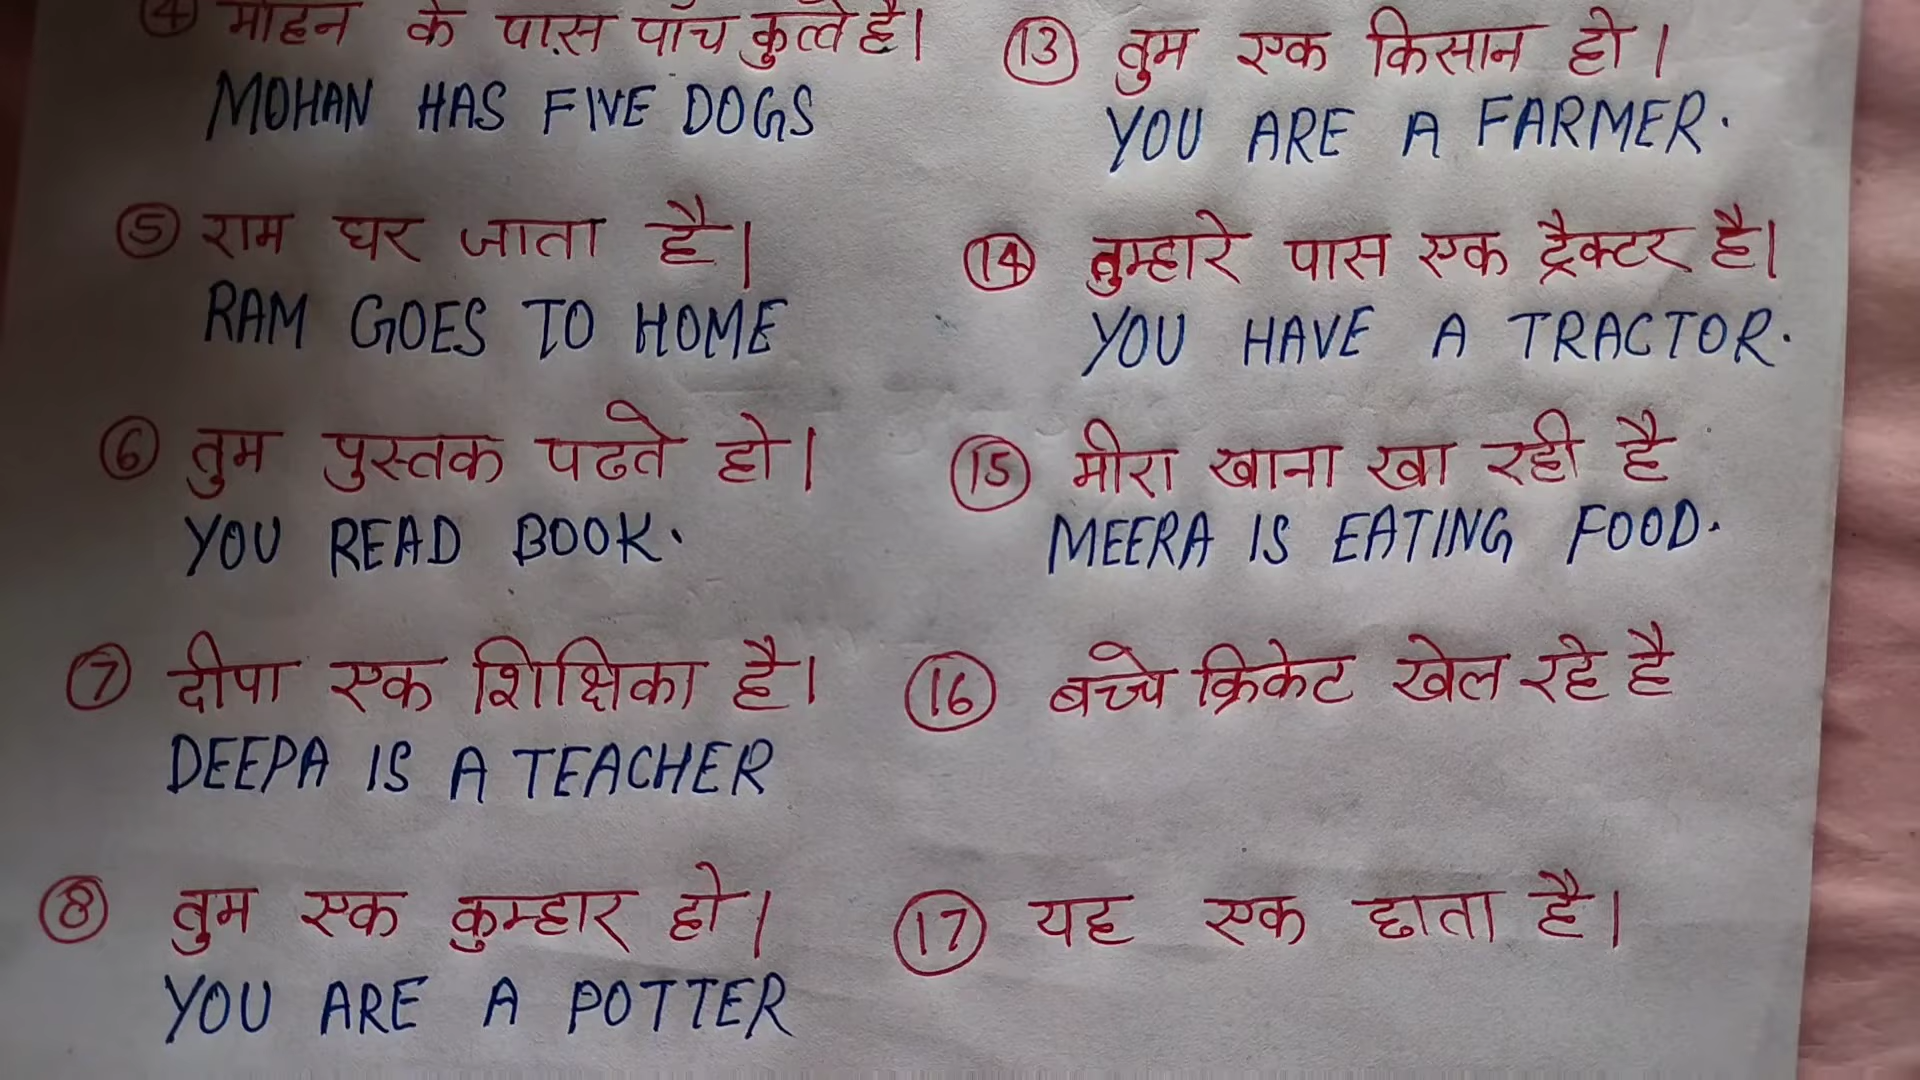 ④ मोहन के पास पाँच कुत्ते है।
MOHAN HAS FIVE DOGS
⑤ राम घर जाता है।
RAM GOES TO HOME
⑥ तुम पुस्तक पढते हो।
YOU READ BOOK.
⑦ दीपा एक शिक्षिका है।
DEEPA IS A TEACHER
⑧ तुम एक कुम्हार हो।
YOU ARE A POTTER
⑬ तुम एक किसान हो।
YOU ARE A FARMER.
⑭ तुम्हारे पास एक ट्रैक्टर है।
YOU HAVE A TRACTOR.
⑮ मीरा खाना खा रही है
MEERA IS EATING FOOD.
⑯ बच्चे क्रिकेट खेल रहे है
⑰ यह एक छाता है।